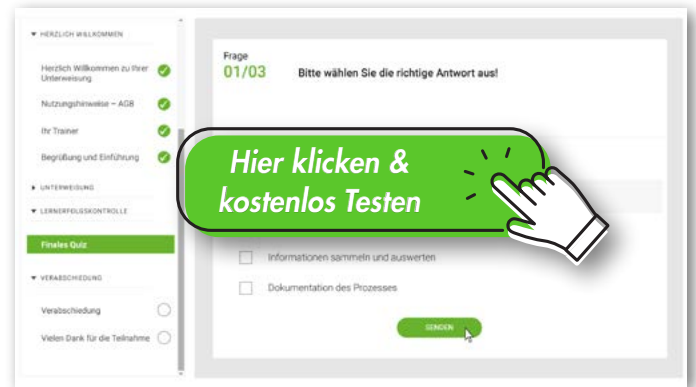 HERZLICH WILLKOMMEN
Herzlich Willkommen zu Ihrer
Unterweisung
Nutzungshinweise – AGB
Ihr Trainer
Begrüßung und Einführung
UNTERWEISUNG
LERNERFOLGSKONTROLLE
Finales Quiz
VERABSCHIEDUNG
Verabschiedung
Vielen Dank für die Teilnahme
Frage
01/03
Bitte wählen Sie die richtige Antwort aus!
Hier klicken &
kostenlos Testen
Informationen sammeln und auswerten
Dokumentation des Prozesses
SENDEN